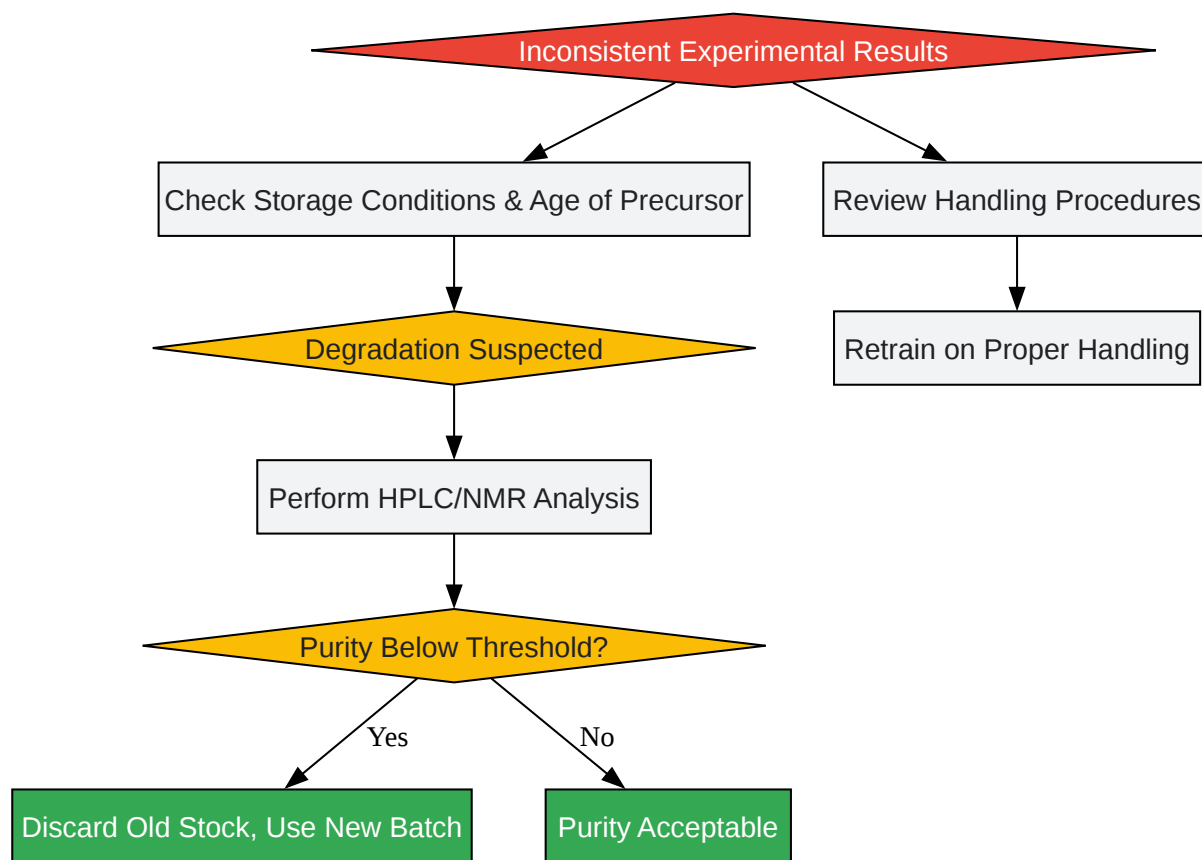 Inconsistent Experimental Results
Check Storage Conditions & Age of Precursor
Review Handling Procedures
Degradation Suspected
Retrain on Proper Handling
Perform HPLC/NMR Analysis
Purity Below Threshold?
Yes
No
Discard Old Stock, Use New Batch
Purity Acceptable